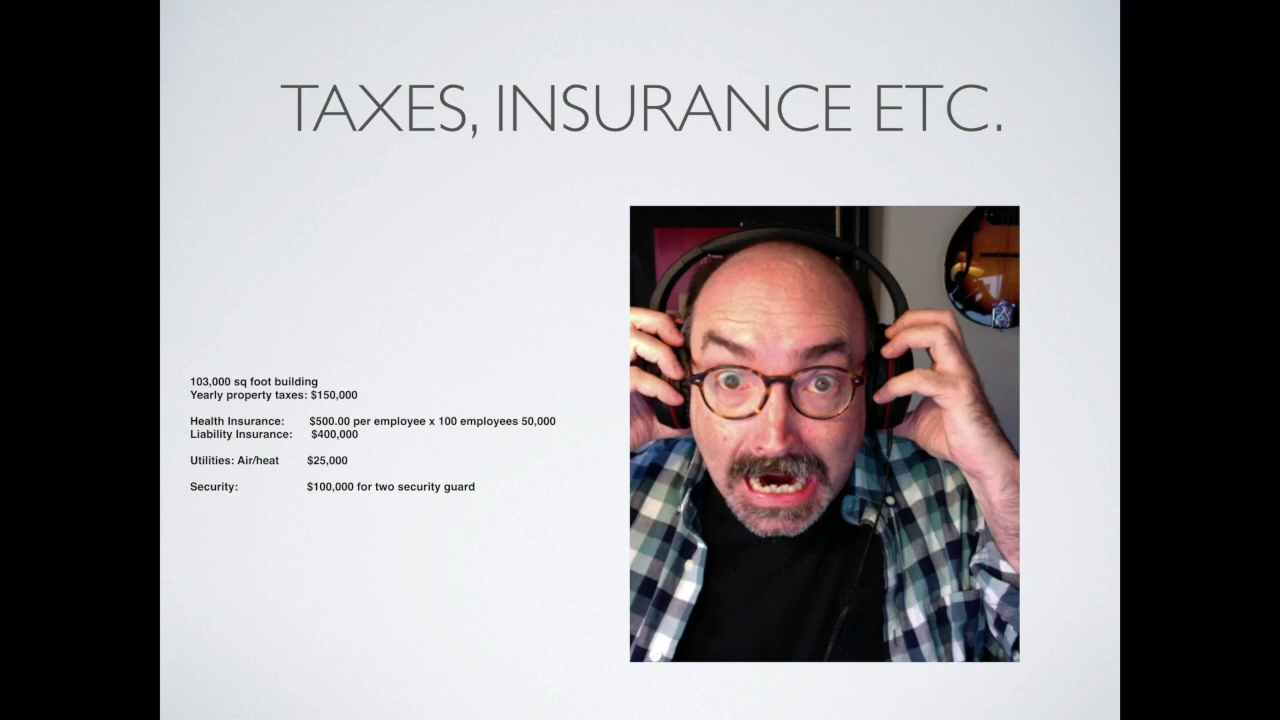 TAXES, INSURANCE ETC.
103,000 sq foot building
Yearly property taxes: $150,000
Health Insurance: $500.00 per employee x 100 employees 50,000
Liability Insurance: $400,000
Utilities: Air/heat $25,000
Security: $100,000 for two security guard